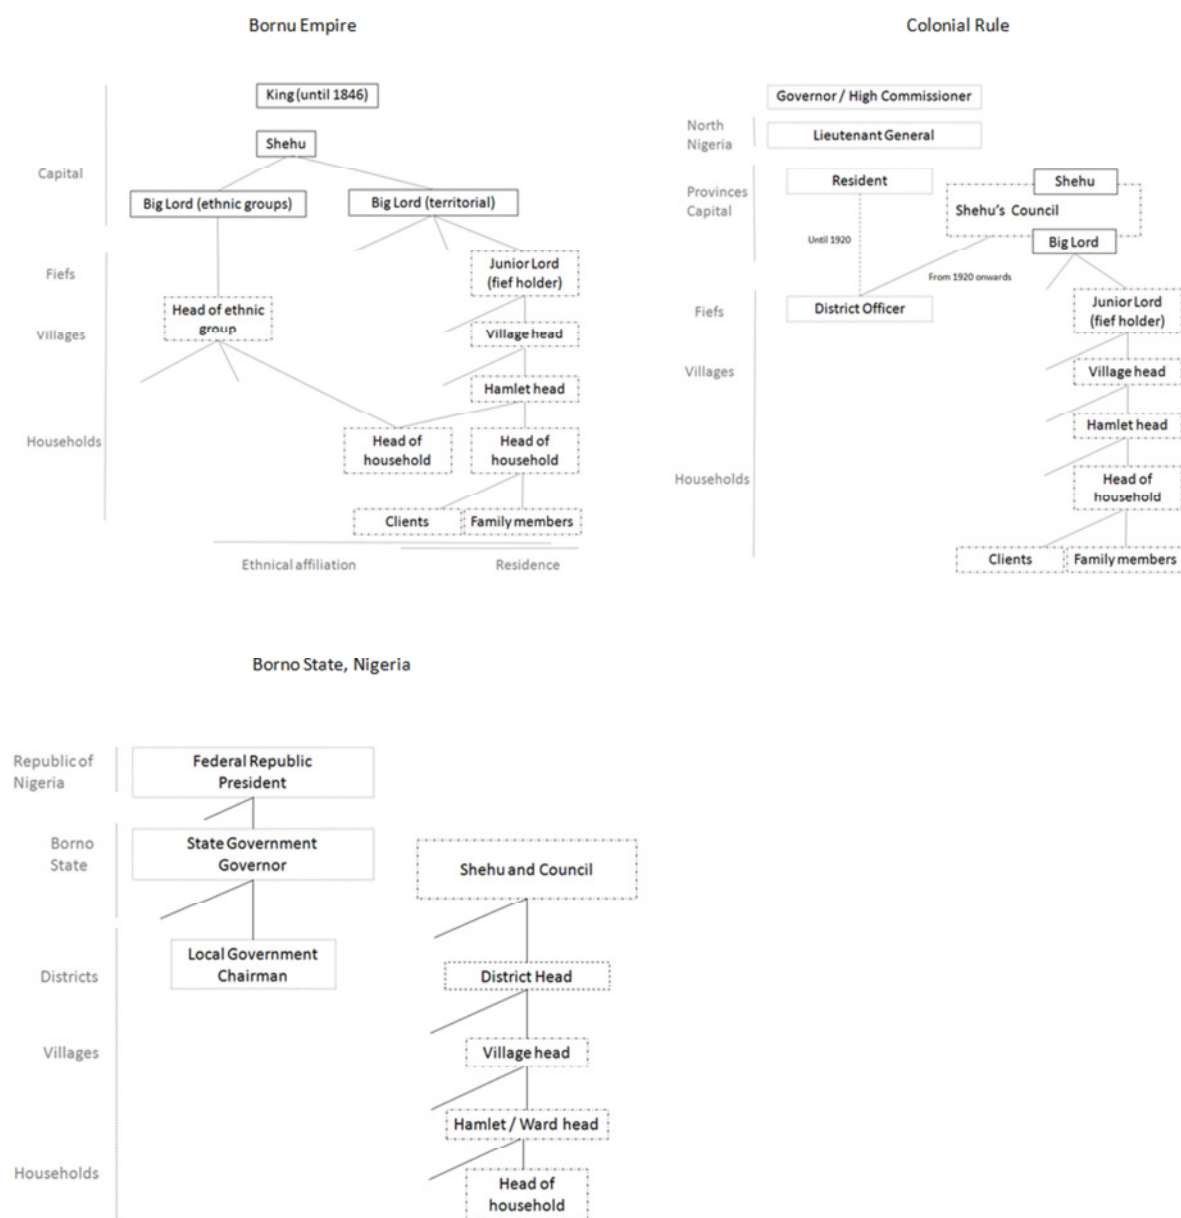 Bornu Empire
King (until 1846)
Shehu
Capital
Big Lord (ethnic groups)
Big Lord (territorial)
Fiefs
Junior Lord
(fief holder)
Head of ethnic
group
Villages
Village head
Hamlet head
Households
Head of
household
Head of
household
Clients
Family members
Ethnical affiliation
Residence
Colonial Rule
Governor / High Commissioner
North
Nigeria
Lieutenant General
Provinces
Capital
Resident
Shehu
Shehu's Council
Until 1920
Big Lord
From 1920 onwards
Fiefs
District Officer
Junior Lord
(fief holder)
Villages
Village head
Hamlet head
Households
Head of
household
Clients
Family members
Borno State, Nigeria
Republic of
Nigeria
Federal Republic
President
Borno
State
State Government
Governor
Shehu and Council
Local Government
Chairman
Districts
District Head
Villages
Village head
Hamlet / Ward head
Households
Head of
household